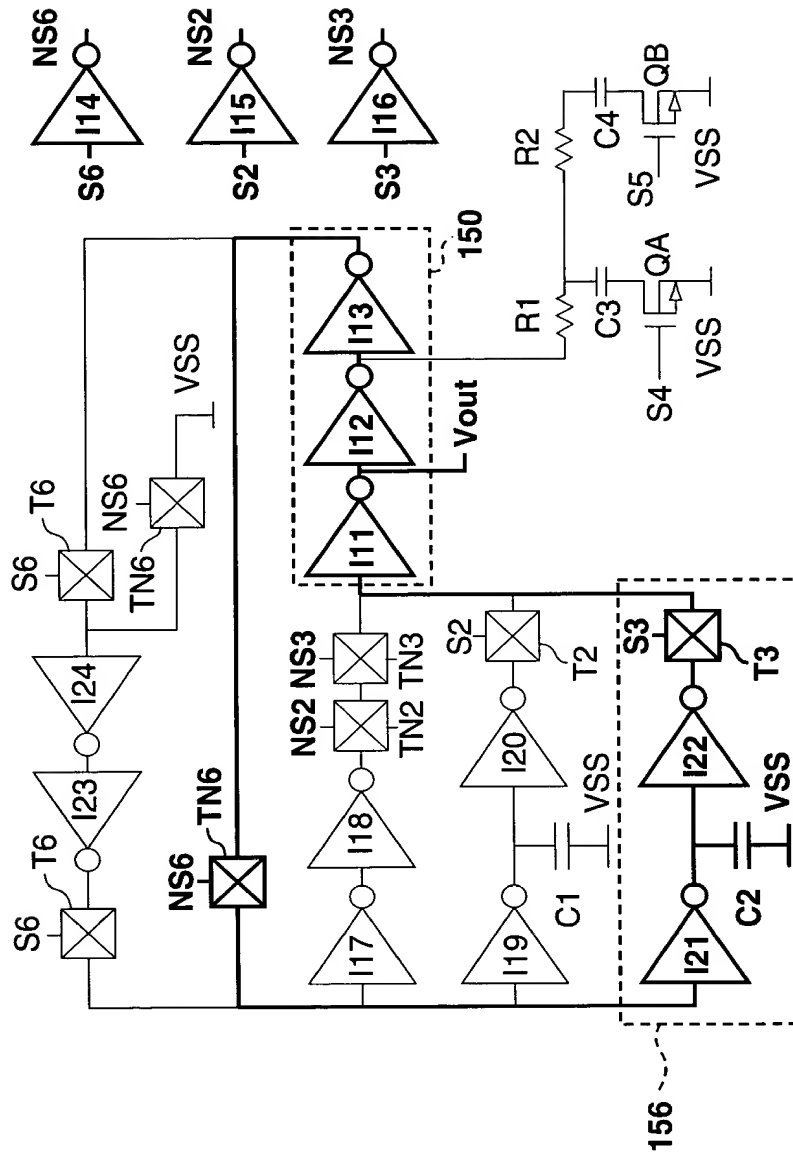 S6
I14
NS6
S2
I15
NS2
S3
I16
NS3
S6
T6
I23
I24
S6
T6
TN6
NS6
VSS
NS6
TN6
I17
I18
NS2
TN2
NS3
TN3
I11
I12
I13
150
Vout
I19
C1
VSS
I20
S2
T2
I21
C2
VSS
I22
S3
T3
156
R1
R2
C3
C4
S4
QA
VSS
S5
QB
VSS